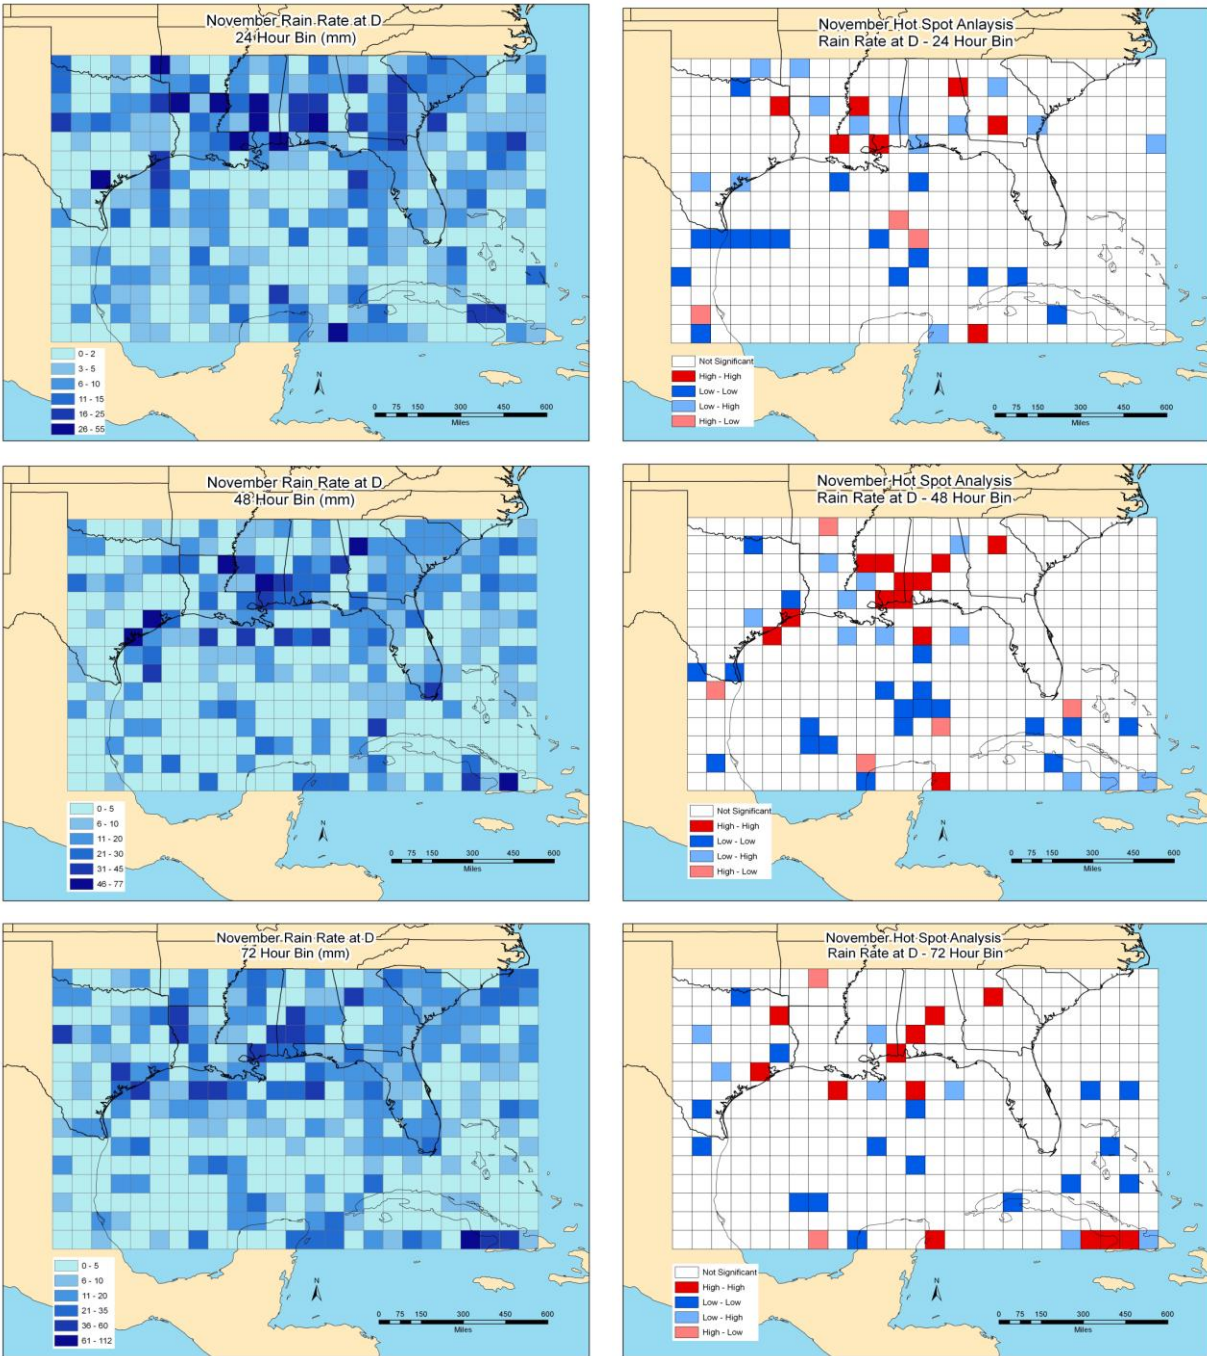 November Rain Rate at D
24 Hour Bin (mm)
0 - 2
3 - 5
6 - 10
11 - 15
16 - 25
26 - 55
N
0 75 150 300 450 600
Miles
November Hot Spot Anlaysis
Rain Rate at D - 24 Hour Bin
Not Significant
High - High
Low - Low
Low - High
High - Low
N
0 75 150 300 450 600
Miles
November Rain Rate at D
48 Hour Bin (mm)
0 - 5
6 - 10
11 - 20
21 - 30
31 - 45
46 - 77
N
0 75 150 300 450 600
Miles
November Hot Spot Analysis
Rain Rate at D - 48 Hour Bin
Not Significant
High - High
Low - Low
Low - High
High - Low
N
0 75 150 300 450 600
Miles
November Rain Rate at D
72 Hour Bin (mm)
0 - 5
6 - 10
11 - 20
21 - 35
36 - 60
61 - 112
N
0 75 150 300 450 600
Miles
November Hot Spot Analysis
Rain Rate at D - 72 Hour Bin
Not Significant
High - High
Low - Low
Low - High
High - Low
N
0 75 150 300 450 600
Miles